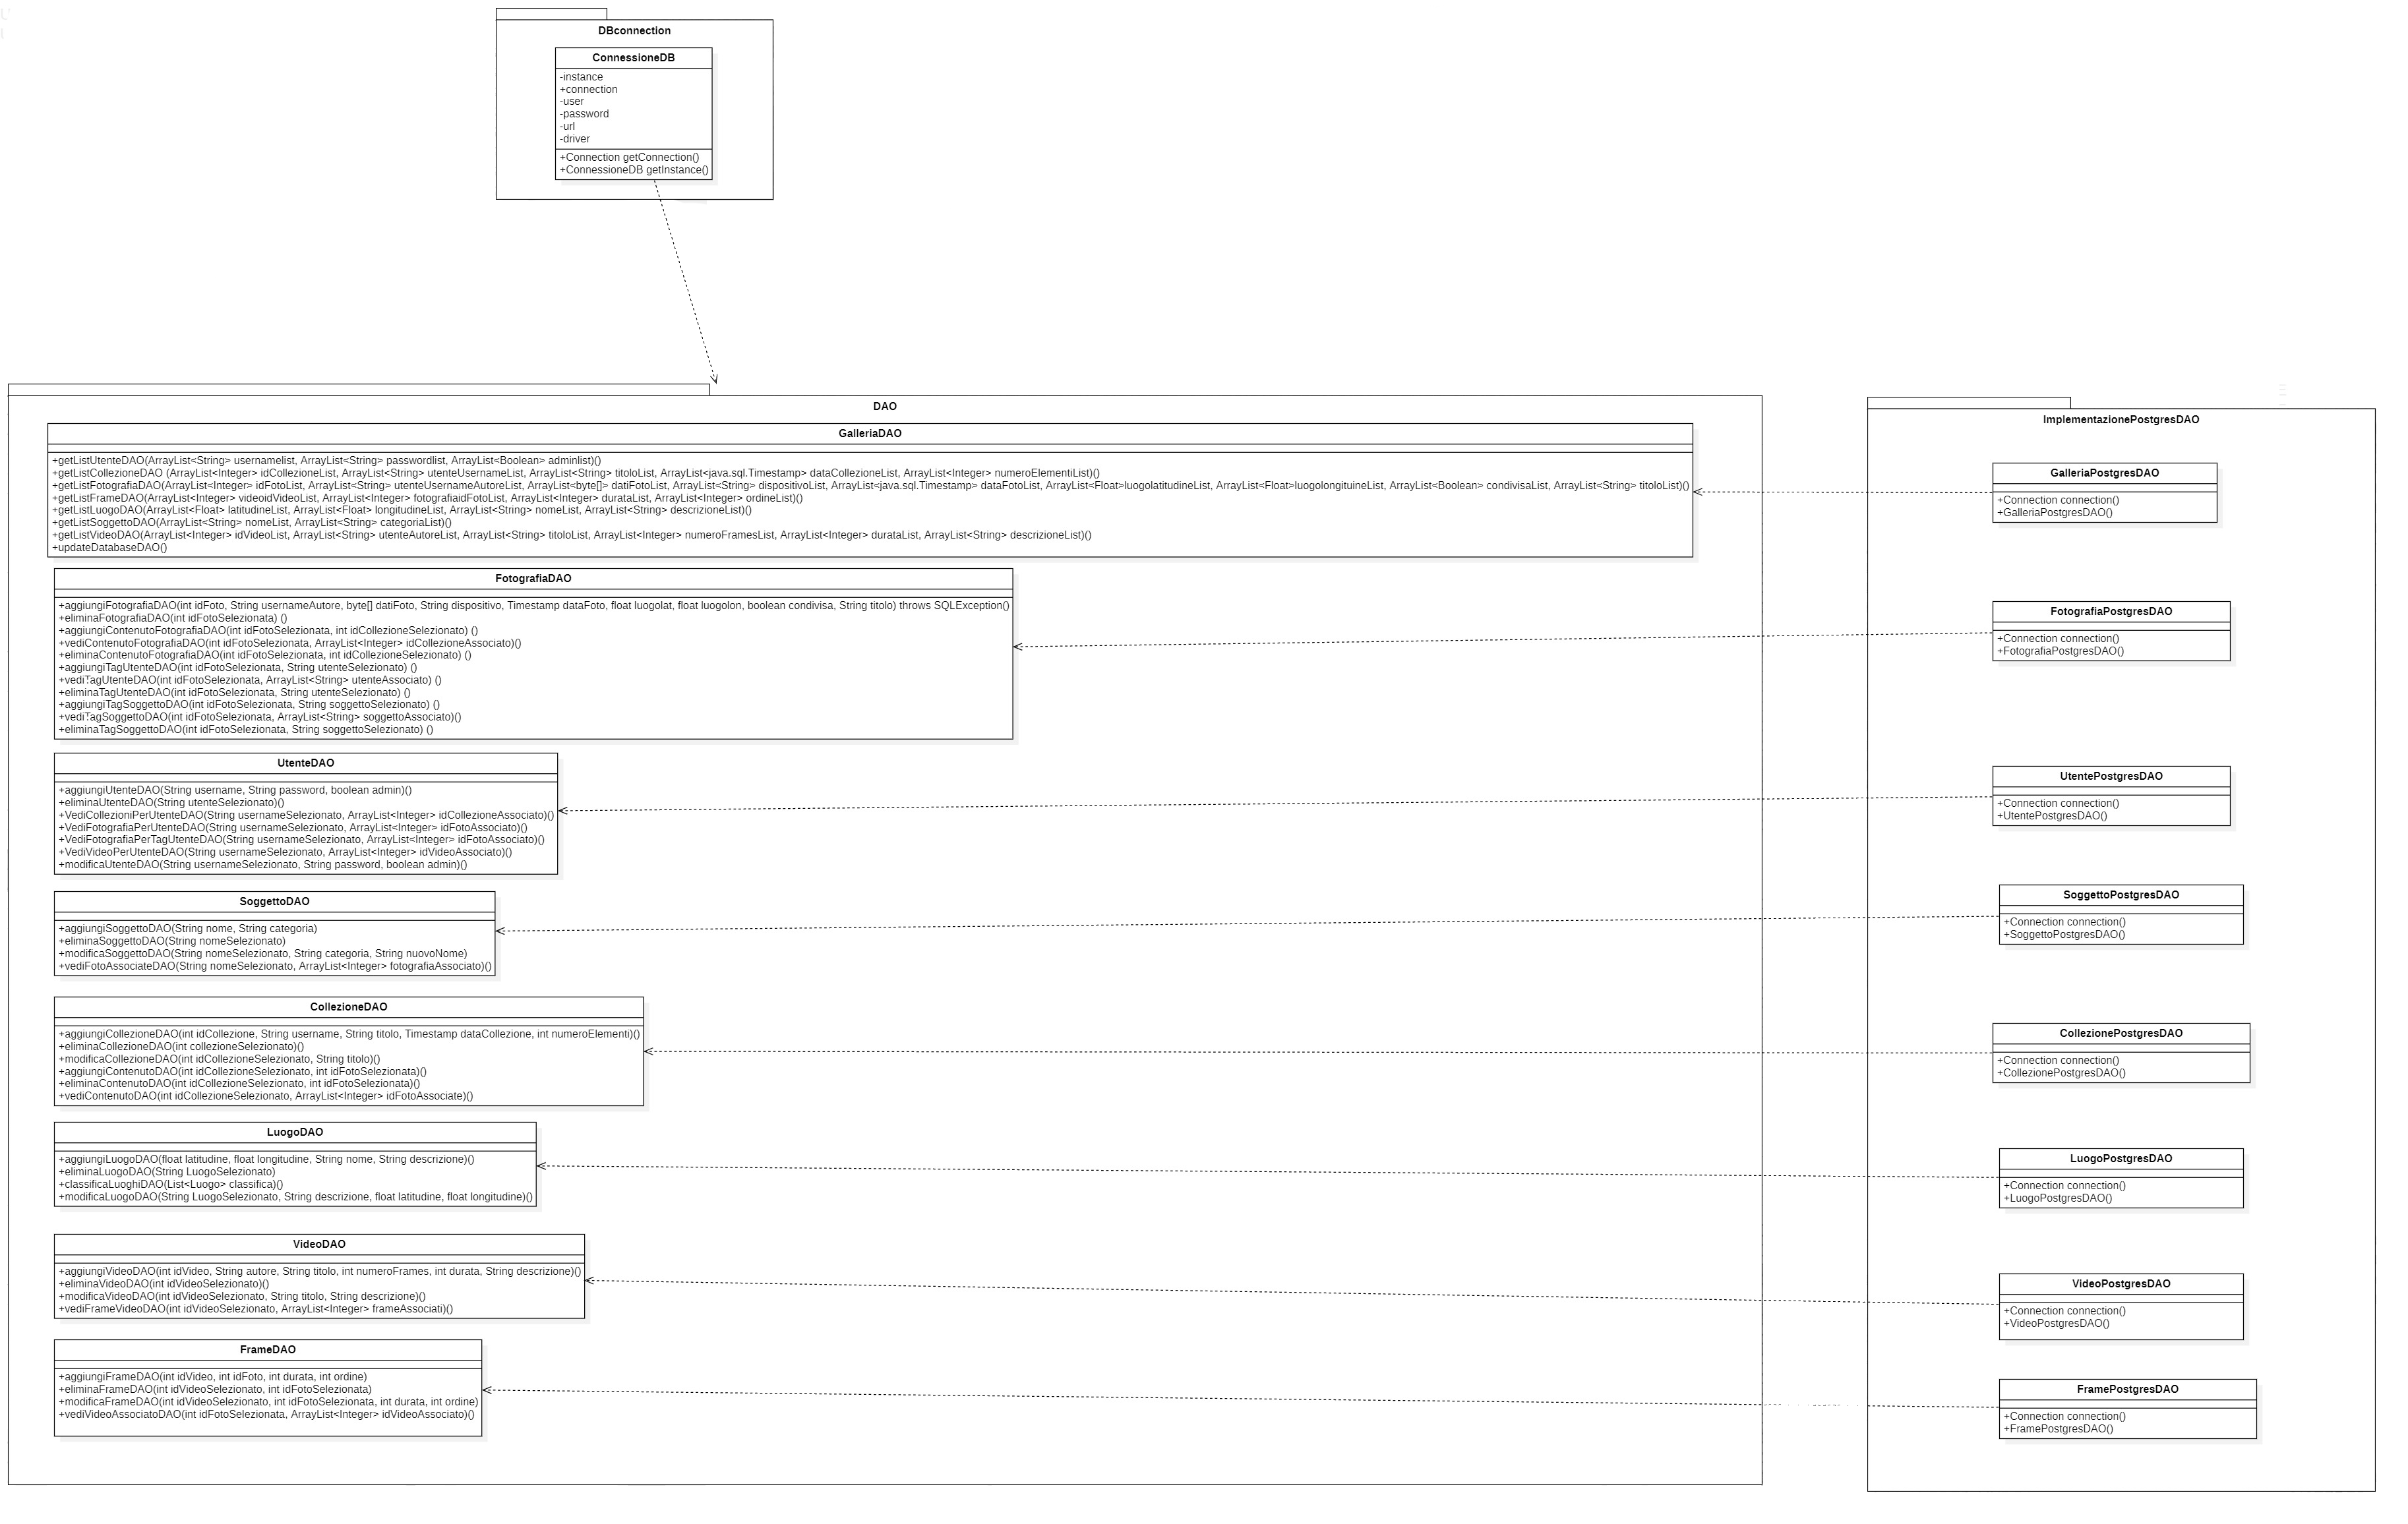 DBconnection
ConnessioneDB
-instance
+connection
-user
-password
-url
-driver
+Connection getConnection()
+ConnessioneDB getInstance()
DAO
GalleriaDAO
+getListUtenteDAO(ArrayList<String> usernamelist, ArrayList<String> passwordlist, ArrayList<Boolean> adminlist)()
+getListCollezioneDAO (ArrayList<Integer> idCollezioneList, ArrayList<String> utenteUsernameList, ArrayList<String> titoloList, ArrayList<java.sql.Timestamp> dataCollezioneList, ArrayList<Integer> numeroElementiList)()
+getListFotografiaDAO(ArrayList<Integer> idFotoList, ArrayList<String> utenteUsernameAutoreList, ArrayList<byte[]> datiFotoList, ArrayList<String> dispositivoList, ArrayList<java.sql.Timestamp> dataFotoList, ArrayList<Float>luogolatitudineList, ArrayList<Float>luogolongituineList, ArrayList<Boolean> condivisaList, ArrayList<String> titoloList)()
+getListFrameDAO(ArrayList<Integer> videoidVideoList, ArrayList<Integer> fotografiaidFotoList, ArrayList<Integer> durataList, ArrayList<Integer> ordineList)()
+getListLuogoDAO(ArrayList<Float> latitudineList, ArrayList<Float> longitudineList, ArrayList<String> nomeList, ArrayList<String> descrizioneList)()
+getListSoggettoDAO(ArrayList<String> nomeList, ArrayList<String> categoriaList)()
+getListVideoDAO(ArrayList<Integer> idVideoList, ArrayList<String> utenteAutoreList, ArrayList<String> titoloList, ArrayList<Integer> numeroFramesList, ArrayList<Integer> durataList, ArrayList<String> descrizioneList)()
+updateDatabaseDAO()
FotografiaDAO
+aggiungiFotografiaDAO(int idFoto, String usernameAutore, byte[] datiFoto, String dispositivo, Timestamp dataFoto, float luogolat, float luogolon, boolean condivisa, String titolo) throws SQLException()
+eliminaFotografiaDAO(int idFotoSelezionata) ()
+aggiungiContenutoFotografiaDAO(int idFotoSelezionata, int idCollezioneSelezionato) ()
+vediContenutoFotografiaDAO(int idFotoSelezionata, ArrayList<Integer> idCollezioneAssociato)()
+eliminaContenutoFotografiaDAO(int idFotoSelezionata, int idCollezioneSelezionato) ()
+aggiungiTagUtenteDAO(int idFotoSelezionata, String utenteSelezionato) ()
+vediTagUtenteDAO(int idFotoSelezionata, ArrayList<String> utenteAssociato) ()
+eliminaTagUtenteDAO(int idFotoSelezionata, String utenteSelezionato) ()
+aggiungiTagSoggettoDAO(int idFotoSelezionata, String soggettoSelezionato) ()
+vediTagSoggettoDAO(int idFotoSelezionata, ArrayList<String> soggettoAssociato)()
+eliminaTagSoggettoDAO(int idFotoSelezionata, String soggettoSelezionato) ()
UtenteDAO
+aggiungiUtenteDAO(String username, String password, boolean admin)()
+eliminaUtenteDAO(String utenteSelezionato)()
+VediCollezioniPerUtenteDAO(String usernameSelezionato, ArrayList<Integer> idCollezioneAssociato)()
+VediFotografiaPerUtenteDAO(String usernameSelezionato, ArrayList<Integer> idFotoAssociato)()
+VediFotografiaPerTagUtenteDAO(String usernameSelezionato, ArrayList<Integer> idFotoAssociato)()
+VediVideoPerUtenteDAO(String usernameSelezionato, ArrayList<Integer> idVideoAssociato)()
+modificaUtenteDAO(String usernameSelezionato, String password, boolean admin)()
SoggettoDAO
+aggiungiSoggettoDAO(String nome, String categoria)
+eliminaSoggettoDAO(String nomeSelezionato)
+modificaSoggettoDAO(String nomeSelezionato, String categoria, String nuovoNome)
+vediFotoAssociateDAO(String nomeSelezionato, ArrayList<Integer> fotografiaAssociato)()
CollezioneDAO
+aggiungiCollezioneDAO(int idCollezione, String username, String titolo, Timestamp dataCollezione, int numeroElementi)()
+eliminaCollezioneDAO(int collezioneSelezionato)()
+modificaCollezioneDAO(int idCollezioneSelezionato, String titolo)()
+aggiungiContenutoDAO(int idCollezioneSelezionato, int idFotoSelezionata)()
+eliminaContenutoDAO(int idCollezioneSelezionato, int idFotoSelezionata)()
+vediContenutoDAO(int idCollezioneSelezionato, ArrayList<Integer> idFotoAssociate)()
LuogoDAO
+aggiungiLuogoDAO(float latitudine, float longitudine, String nome, String descrizione)()
+eliminaLuogoDAO(String LuogoSelezionato)
+classificaLuoghiDAO(List<Luogo> classifica)()
+modificaLuogoDAO(String LuogoSelezionato, String descrizione, float latitudine, float longitudine)()
VideoDAO
+aggiungiVideoDAO(int idVideo, String autore, String titolo, int numeroFrames, int durata, String descrizione)()
+eliminaVideoDAO(int idVideoSelezionato)()
+modificaVideoDAO(int idVideoSelezionato, String titolo, String descrizione)()
+vediFrameVideoDAO(int idVideoSelezionato, ArrayList<Integer> frameAssociati)()
FrameDAO
+aggiungiFrameDAO(int idVideo, int idFoto, int durata, int ordine)
+eliminaFrameDAO(int idVideoSelezionato, int idFotoSelezionata)
+modificaFrameDAO(int idVideoSelezionato, int idFotoSelezionata, int durata, int ordine)
+vediVideoAssociatoDAO(int idFotoSelezionata, ArrayList<Integer> idVideoAssociato)()
ImplementazionePostgresDAO
GalleriaPostgresDAO
+Connection connection()
+GalleriaPostgresDAO()
FotografiaPostgresDAO
+Connection connection()
+FotografiaPostgresDAO()
UtentePostgresDAO
+Connection connection()
+UtentePostgresDAO()
SoggettoPostgresDAO
+Connection connection()
+SoggettoPostgresDAO()
CollezionePostgresDAO
+Connection connection()
+CollezionePostgresDAO()
LuogoPostgresDAO
+Connection connection()
+LuogoPostgresDAO()
VideoPostgresDAO
+Connection connection()
+VideoPostgresDAO()
FramePostgresDAO
+Connection connection()
+FramePostgresDAO()